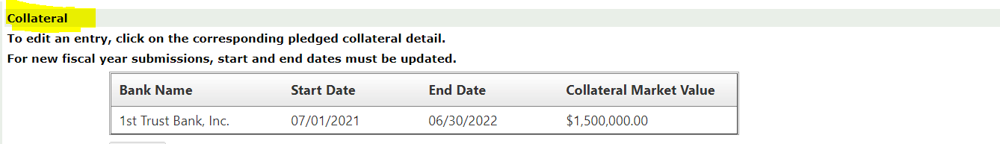 Collateral
To edit an entry, click on the corresponding pledged collateral detail.
For new fiscal year submissions, start and end dates must be updated.
Bank Name Start Date End Date Collateral Market Value
1st Trust Bank, Inc. 07/01/2021 06/30/2022 $1,500,000.00